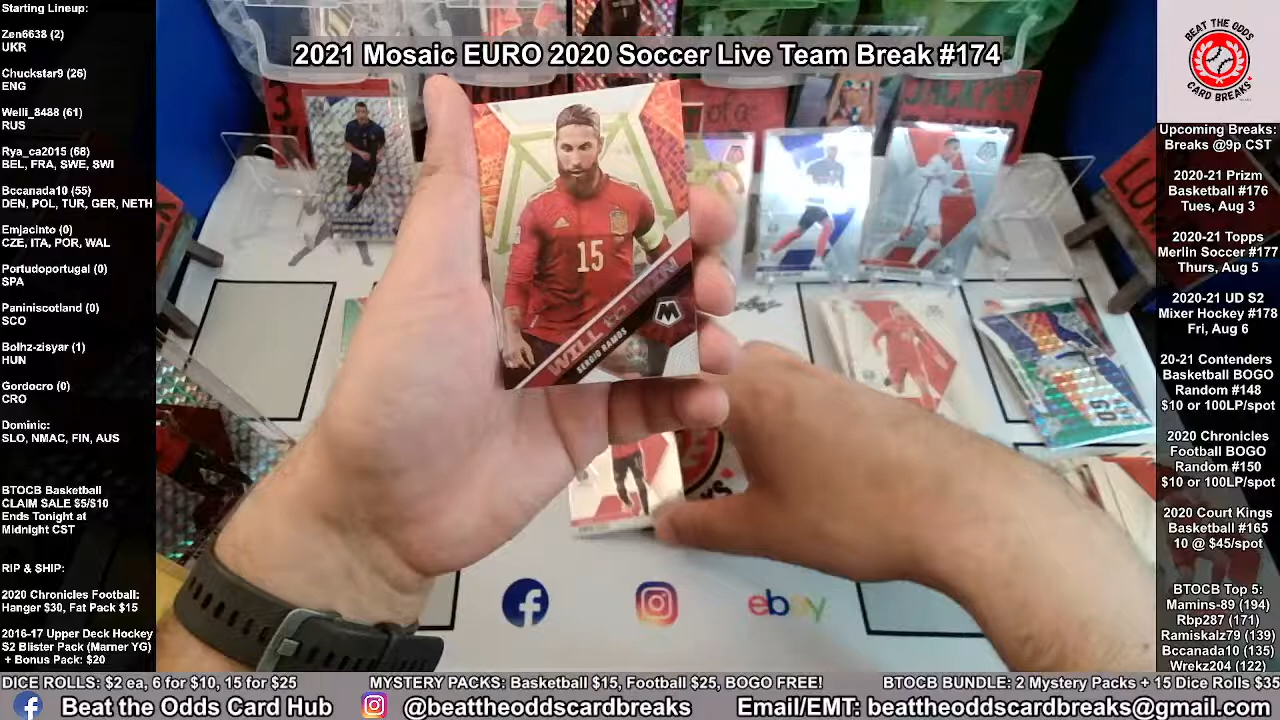 Starting Lineup:
Zen6638 (2)
UKR
Chuckstar9 (26)
ENG
Welli_8488 (61)
RUS
Rya_ca2015 (68)
BEL, FRA, SWE, SWI
Bccanada10 (55)
DEN, POL, TUR, GER, NETH
Emjacinto (0)
CZE, ITA, POR, WAL
Portudoportugal (0)
SPA
Paniniscotland (0)
SCO
Bolhz-zisyar (1)
HUN
Gordocro (0)
CRO
Dominic:
SLO, NMAC, FIN, AUS
BTOCB Basketball
CLAIM SALE $5/$10
Ends Tonight at
Midnight CST
RIP & SHIP:
2020 Chronicles Football:
Hanger $30, Fat Pack $15
2016-17 Upper Deck Hockey
S2 Blister Pack (Marner YG)
+ Bonus Pack: $20
2021 Mosaic EURO 2020 Soccer Live Team Break #174
15
WILL TO WIN
SERGIO RAMOS
M
ebay
BEAT THE ODDS
CARD BREAKS
Upcoming Breaks:
Breaks @9p CST
2020-21 Prizm
Basketball #176
Tues, Aug 3
2020-21 Topps
Merlin Soccer #177
Thurs, Aug 5
2020-21 UD S2
Mixer Hockey #178
Fri, Aug 6
20-21 Contenders
Basketball BOGO
Random #148
$10 or 100LP/spot
2020 Chronicles
Football BOGO
Random #150
$10 or 100LP/spot
2020 Court Kings
Basketball #165
10 @ $45/spot
BTOCB Top 5:
Mamins-89 (194)
Rbp287 (171)
Ramiskalz79 (139)
Bccanada10 (135)
Wrekz204 (122)
DICE ROLLS: $2 ea, 6 for $10, 15 for $25
MYSTERY PACKS: Basketball $15, Football $25, BOGO FREE!
BTOCB BUNDLE: 2 Mystery Packs + 15 Dice Rolls $35
Beat the Odds Card Hub
@beattheoddscardbreaks
Email/EMT: beattheoddscardbreaks@gmail.com